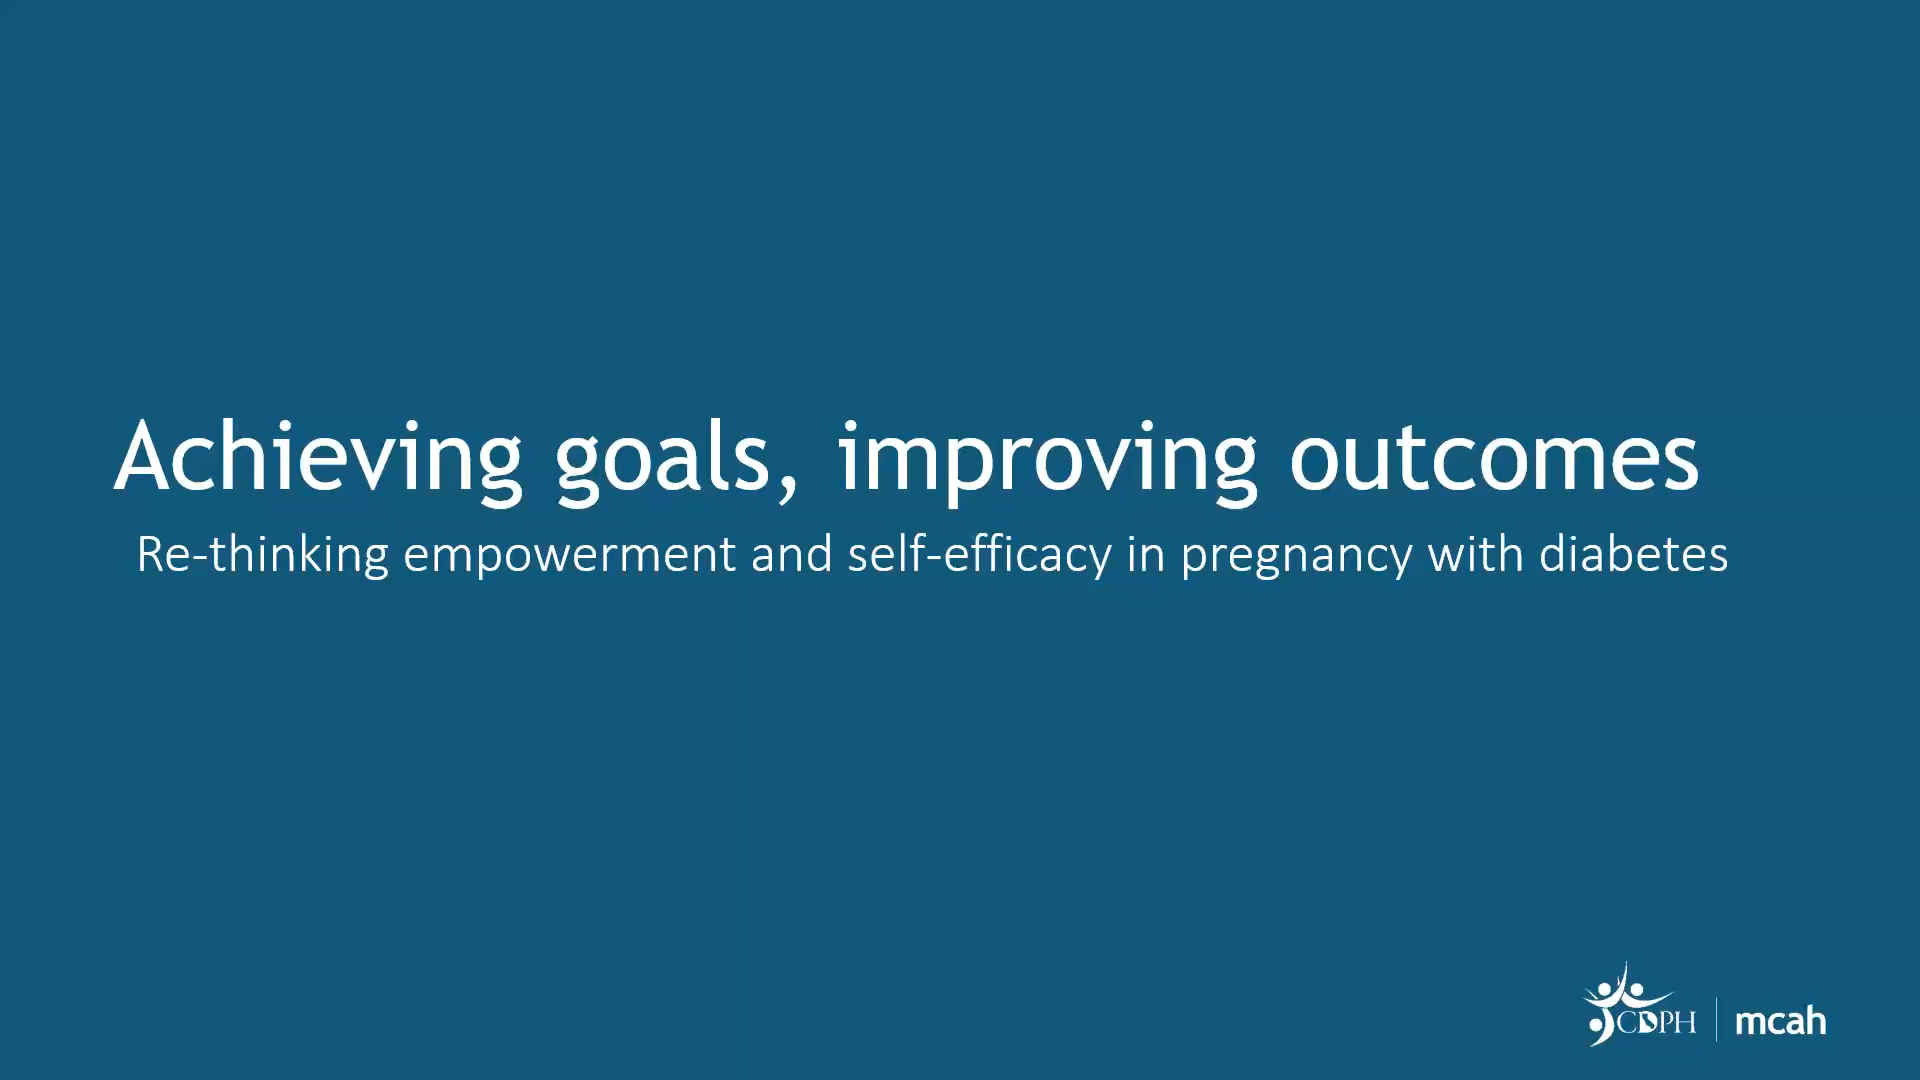 Achieving goals, improving outcomes
Re-thinking empowerment and self-efficacy in pregnancy with diabetes
CDPH | mcah